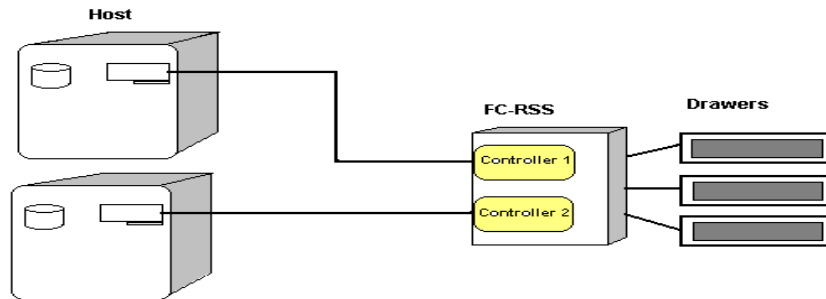 Host
FC-RSS
Drawers
Controller 1
Controller 2